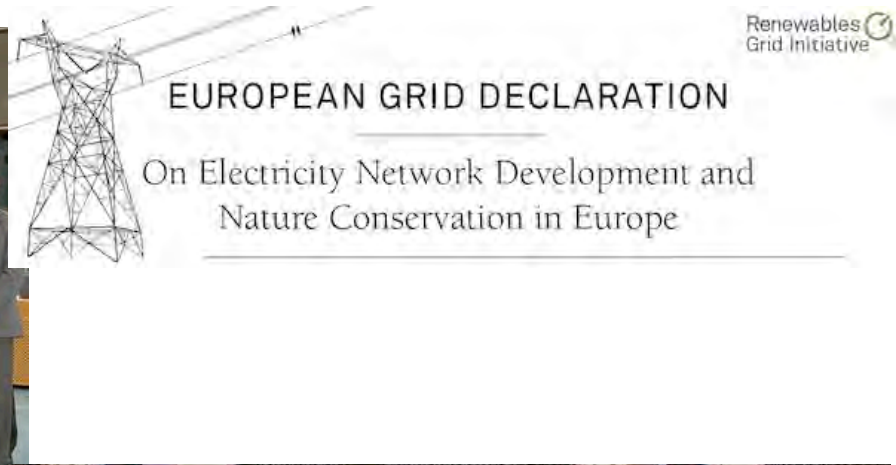 Renewables
Grid Initiative
EUROPEAN GRID DECLARATION
On Electricity Network Development and
Nature Conservation in Europe